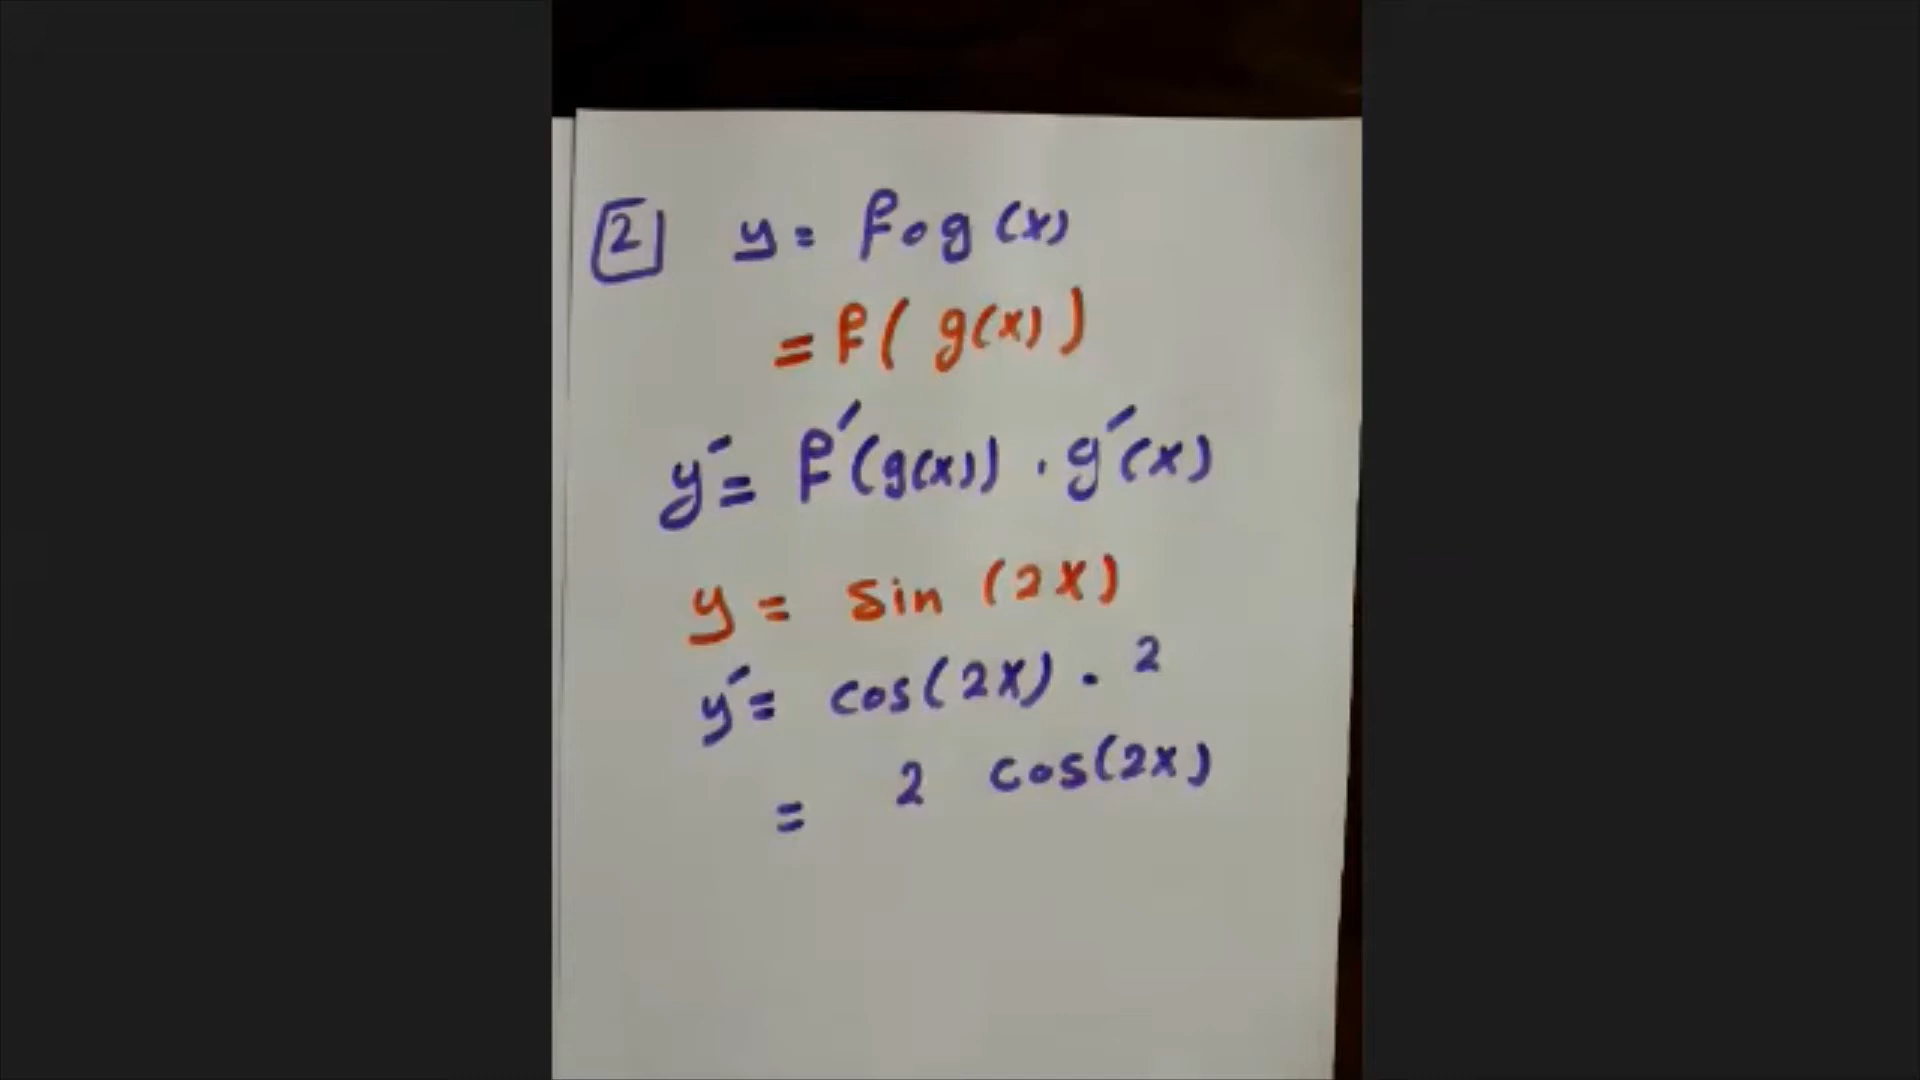 2 y = fog(x)
= f( g(x) )
y′ = f′(g(x)) . g′(x)
y = sin (2x)
y′ = cos(2x) . 2
= 2 cos(2x)